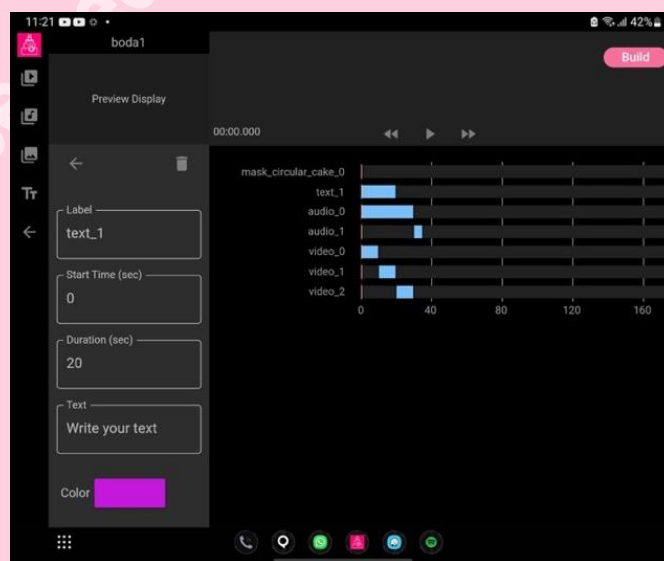 11:21
42%
boda1
Build
Preview Display
00:00.000
Label
text_1
Start Time (sec)
0
Duration (sec)
20
Text
Write your text
Color
mask_circular_cake_0
text_1
audio_0
audio_1
video_0
video_1
video_2
0 40 80 120 160
Tт